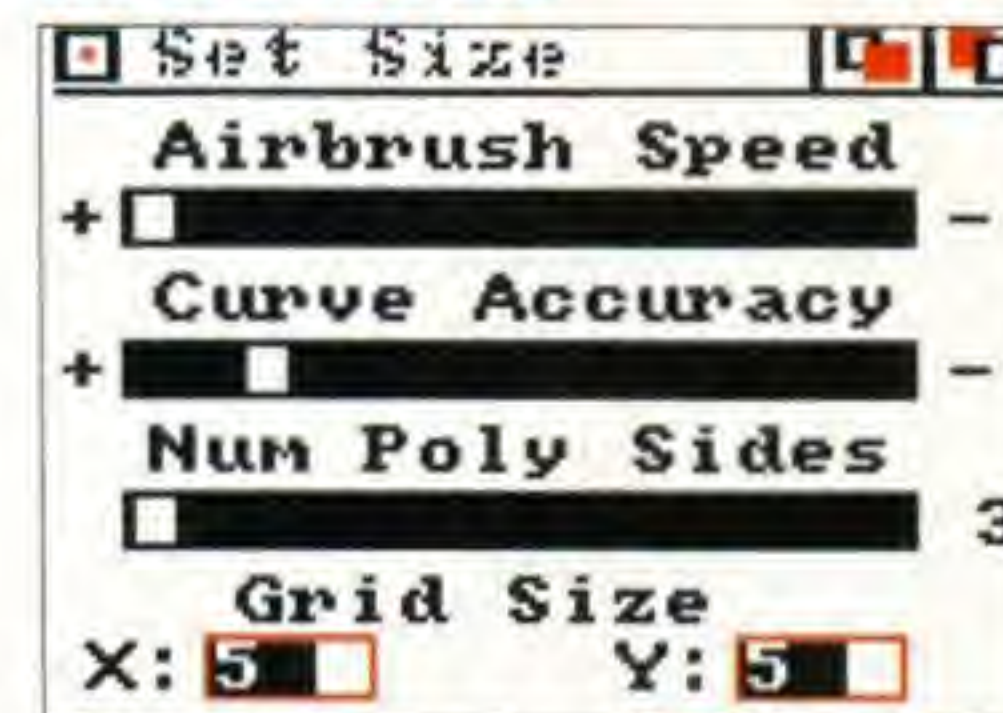 Set Size
Airbrush Speed
+ -
Curve Accuracy
+ -
Num Poly Sides
3
Grid Size
X: 5 Y: 5